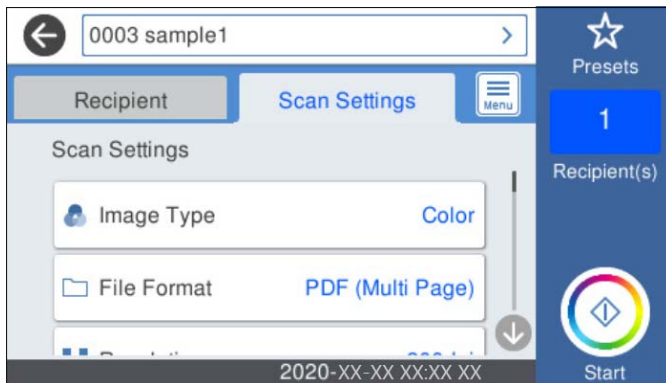 0003 sample1
Presets
Recipient
Scan Settings
Menu
1
Recipient(s)
Scan Settings
Image Type
Color
File Format
PDF (Multi Page)
2020-XX-XX XX:XX XX
Start